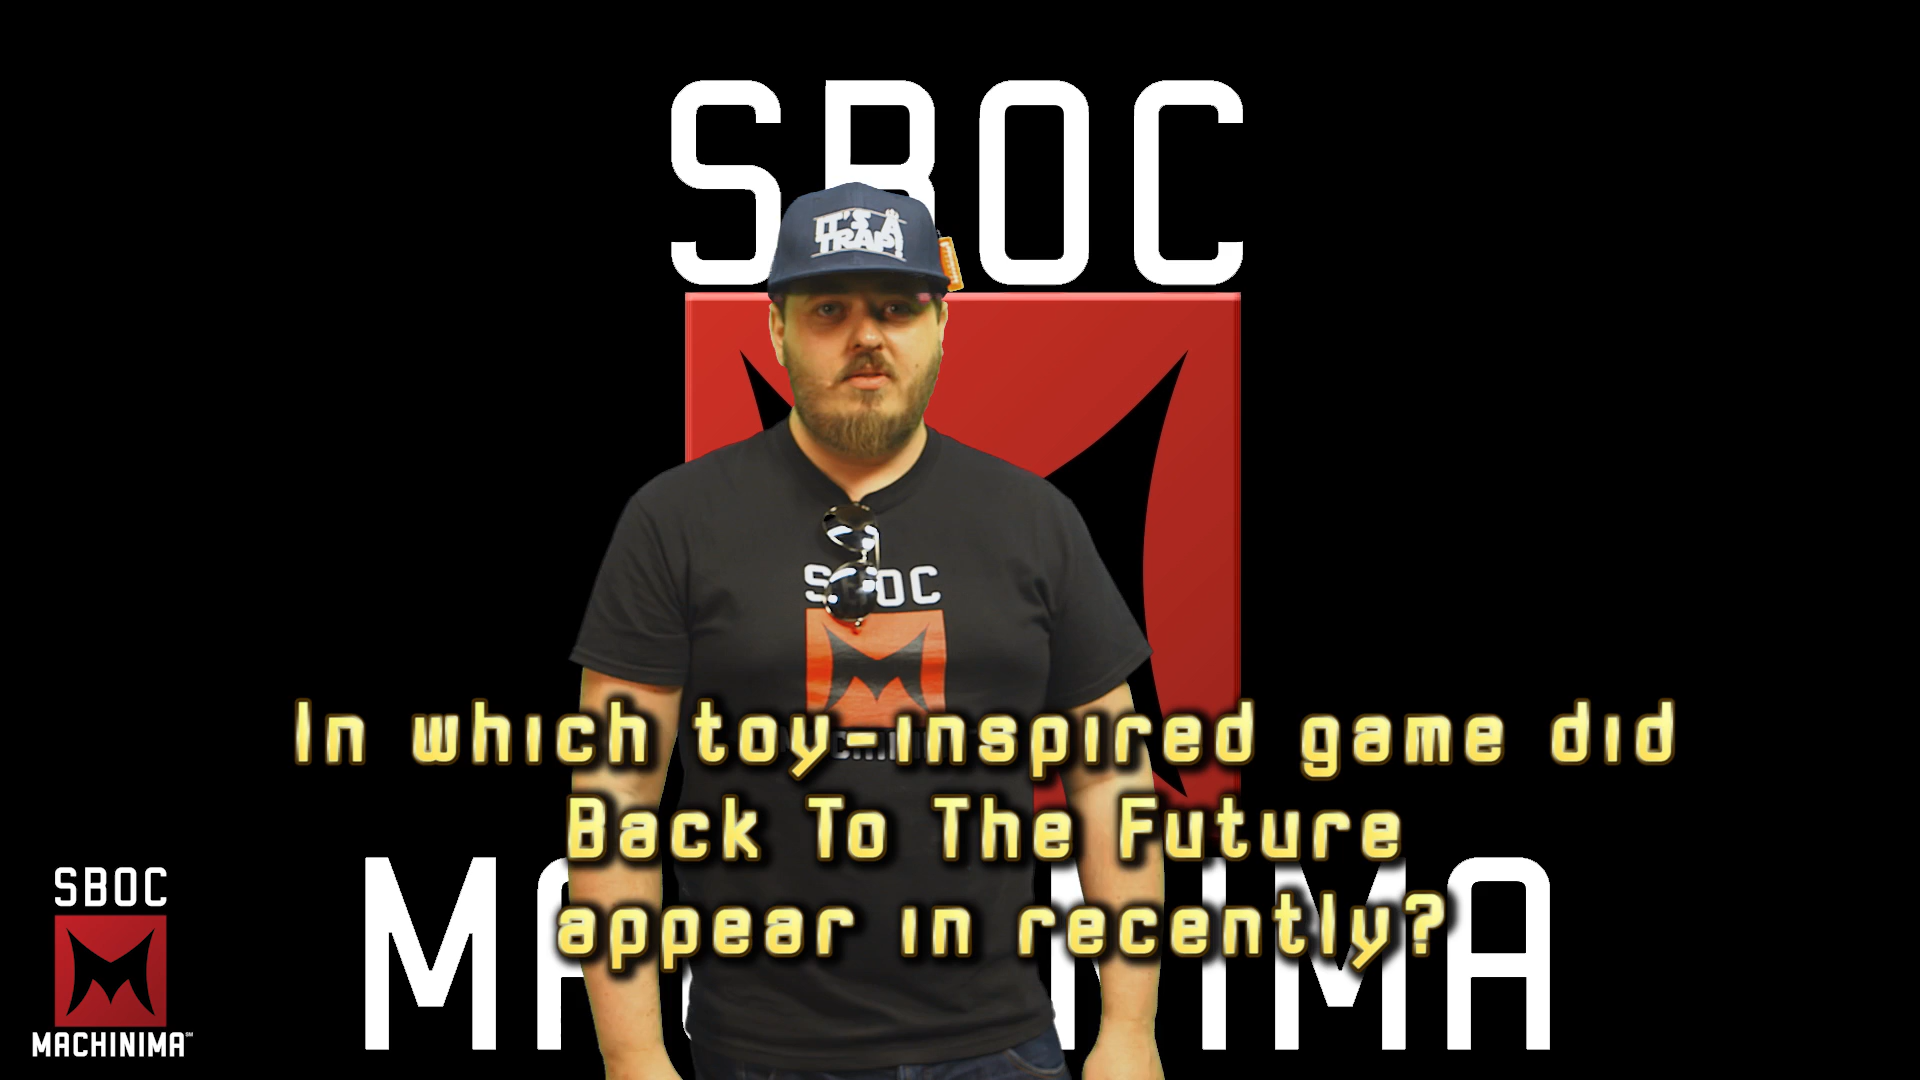 SBOC
IT'S A
TRAP!
SBOC
In which toy-inspired game did
Back To The Future
appear in recently?
SBOC
MACHINIMA